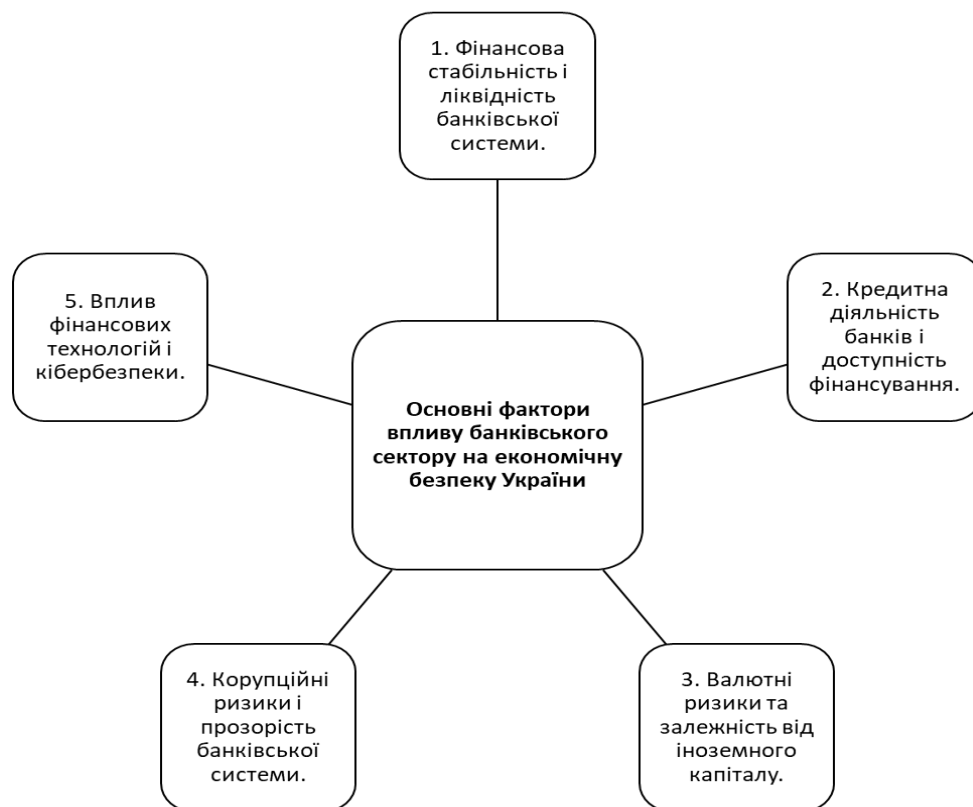 1. Фінансова
стабільність і
ліквідність
банківської
системи.
5. Вплив
фінансових
технологій і
кібербезпеки.
2. Кредитна
діяльність
банків і
доступність
фінансування.
Основні фактори
впливу банківського
сектору на економічну
безпеку України
4. Корупційні
ризики і
прозорість
банківської
системи.
3. Валютні
ризики та
залежність від
іноземного
капіталу.